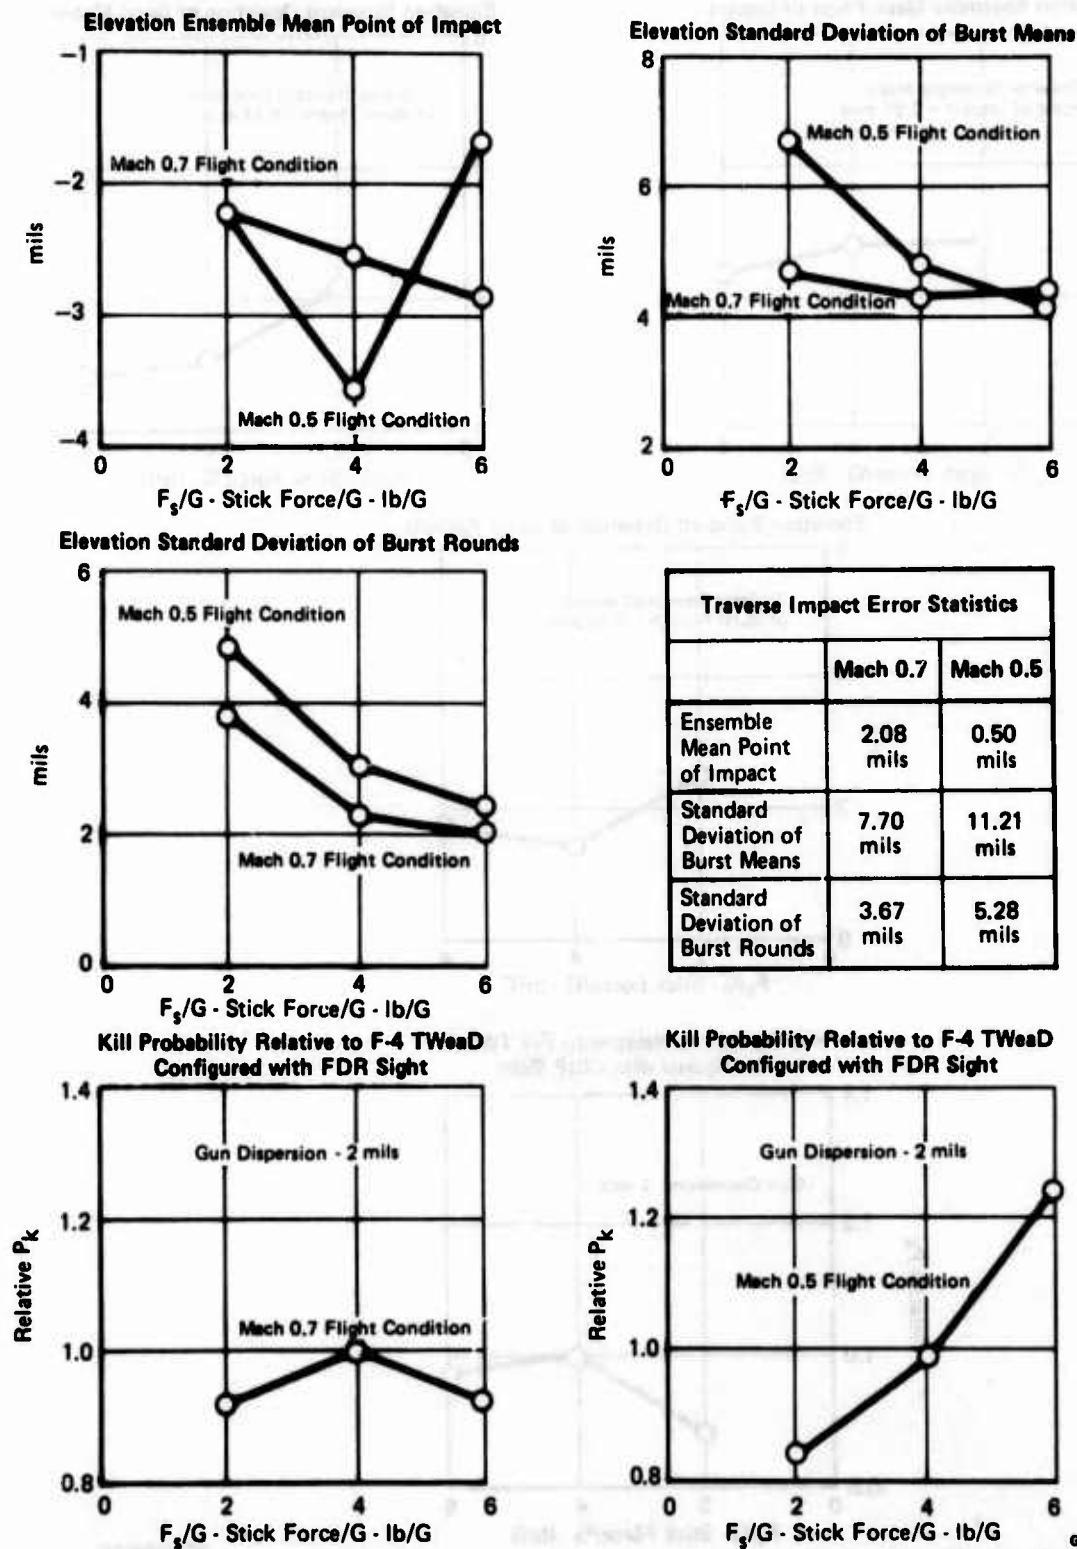 Elevation Ensemble Mean Point of Impact
-1
-2
-3
-4
mils
Mach 0.7 Flight Condition
Mach 0.5 Flight Condition
0 2 4 6
Fs/G - Stick Force/G - lb/G
Elevation Standard Deviation of Burst Means
8
6
4
2
mils
Mach 0.5 Flight Condition
Mach 0.7 Flight Condition
0 2 4 6
Fs/G - Stick Force/G - lb/G
Elevation Standard Deviation of Burst Rounds
6
4
2
0
mils
Mach 0.5 Flight Condition
Mach 0.7 Flight Condition
0 2 4 6
Fs/G - Stick Force/G - lb/G
Traverse Impact Error Statistics
Mach 0.7 Mach 0.5
Ensemble
Mean Point
of Impact
2.08
mils
0.50
mils
Standard
Deviation of
Burst Means
7.70
mils
11.21
mils
Standard
Deviation of
Burst Rounds
3.67
mils
5.28
mils
Kill Probability Relative to F-4 TWeaD
Configured with FDR Sight
1.4
1.2
1.0
0.8
Relative Pk
Gun Dispersion - 2 mils
Mach 0.7 Flight Condition
0 2 4 6
Fs/G - Stick Force/G - lb/G
Kill Probability Relative to F-4 TWeaD
Configured with FDR Sight
1.4
1.2
1.0
0.8
Relative Pk
Gun Dispersion - 2 mils
Mach 0.5 Flight Condition
0 2 4 6
Fs/G - Stick Force/G - lb/G